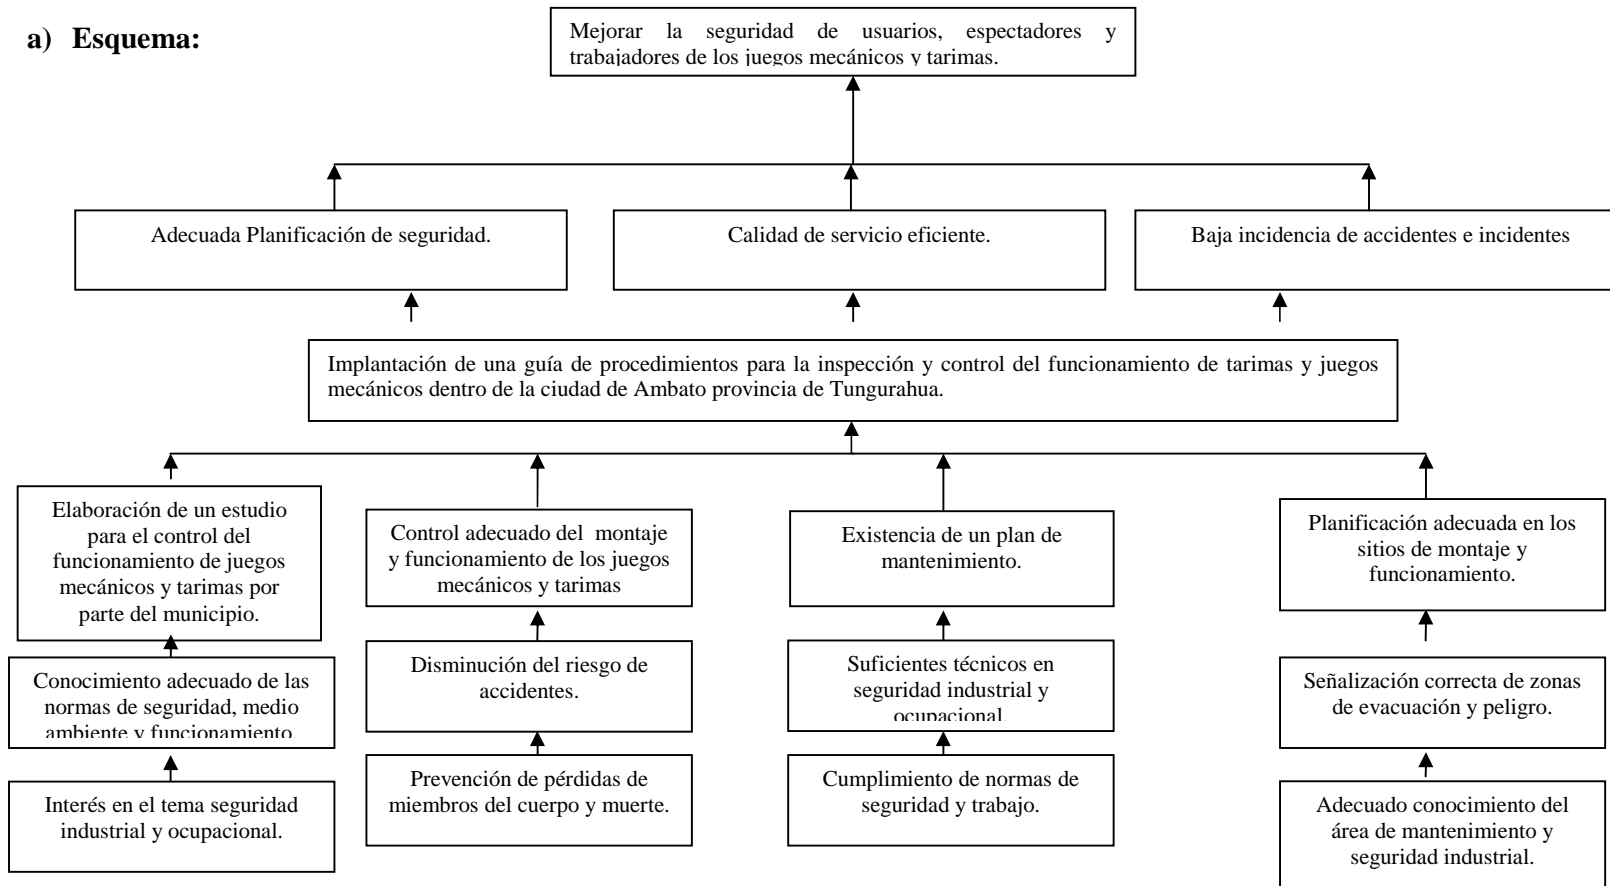 a) Esquema:
Mejorar la seguridad de usuarios, espectadores y
trabajadores de los juegos mecánicos y tarimas.
Adecuada Planificación de seguridad.
Calidad de servicio eficiente.
Baja incidencia de accidentes e incidentes
Implantación de una guía de procedimientos para la inspección y control del funcionamiento de tarimas y juegos
mecánicos dentro de la ciudad de Ambato provincia de Tungurahua.
Elaboración de un estudio
para el control del
funcionamiento de juegos
mecánicos y tarimas por
parte del municipio.
Control adecuado del montaje
y funcionamiento de los juegos
mecánicos y tarimas
Existencia de un plan de
mantenimiento.
Planificación adecuada en los
sitios de montaje y
funcionamiento.
Conocimiento adecuado de las
normas de seguridad, medio
ambiente y funcionamiento.
Disminución del riesgo de
accidentes.
Suficientes técnicos en
seguridad industrial y
ocupacional.
Señalización correcta de zonas
de evacuación y peligro.
Interés en el tema seguridad
industrial y ocupacional.
Prevención de pérdidas de
miembros del cuerpo y muerte.
Cumplimiento de normas de
seguridad y trabajo.
Adecuado conocimiento del
área de mantenimiento y
seguridad industrial.